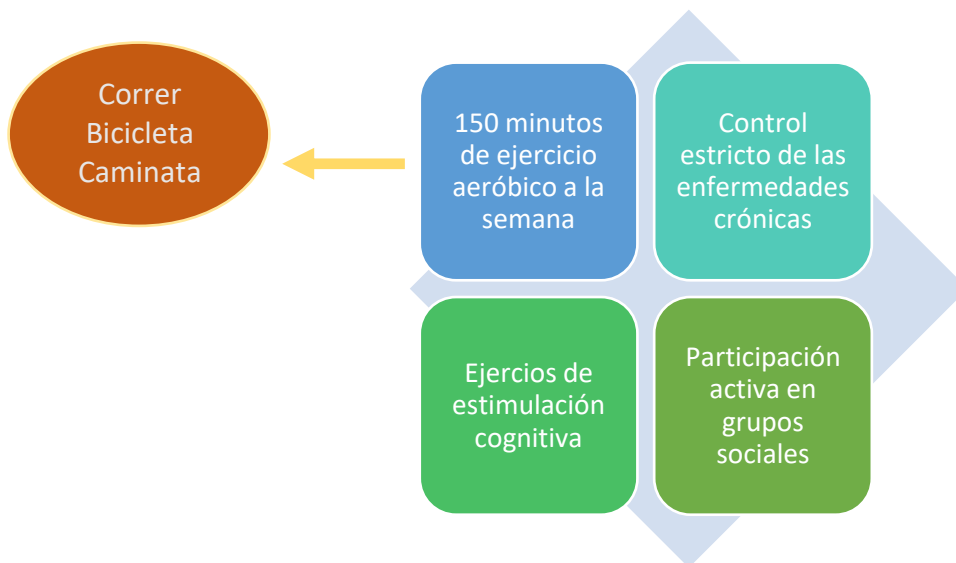 Correr
Bicicleta
Caminata
150 minutos
de ejercicio
aeróbico a la
semana
Control
estricto de las
enfermedades
crónicas
Ejercios de
estimulación
cognitiva
Participación
activa en
grupos
sociales